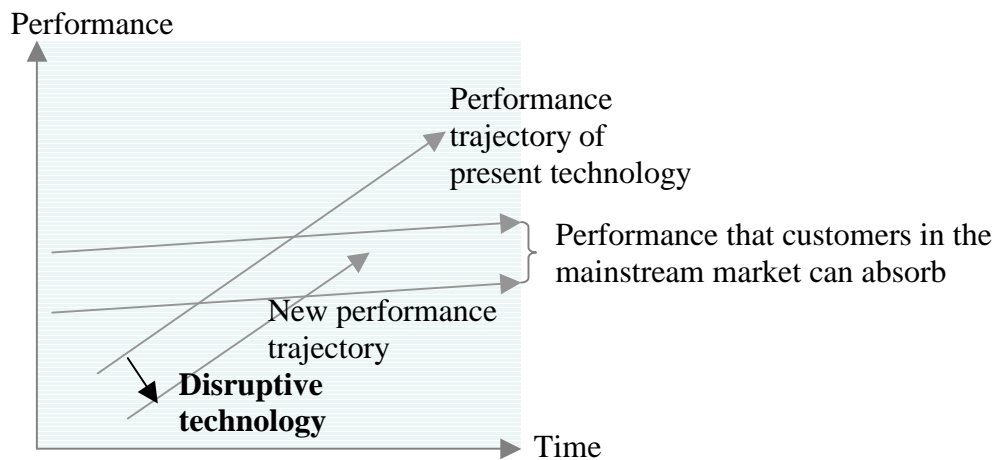 Performance
Performance
trajectory of
present technology
Performance that customers in the
mainstream market can absorb
New performance
trajectory
Disruptive
technology
Time